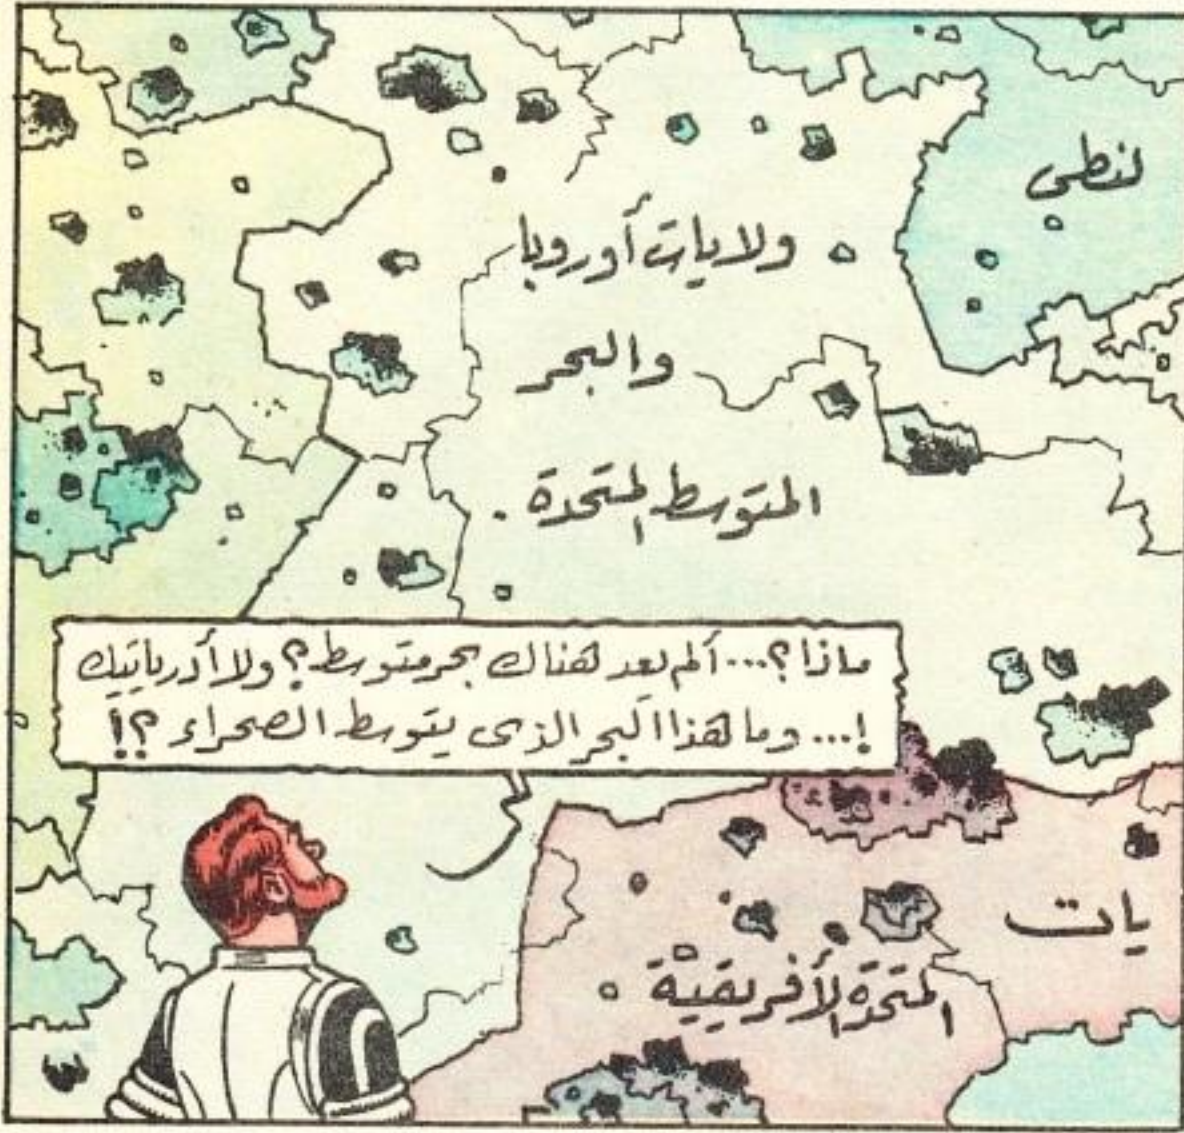 لنطى
ولايات أوروبا
والبحر
المتوسط المتحدة.
ماذا؟... ألم يعد هناك بحر متوسط؟ ولا أدرياتيك
!... وما هذا البحر الذى يتوسط الصحراء ؟!
يات
المتحدة الأفريقية